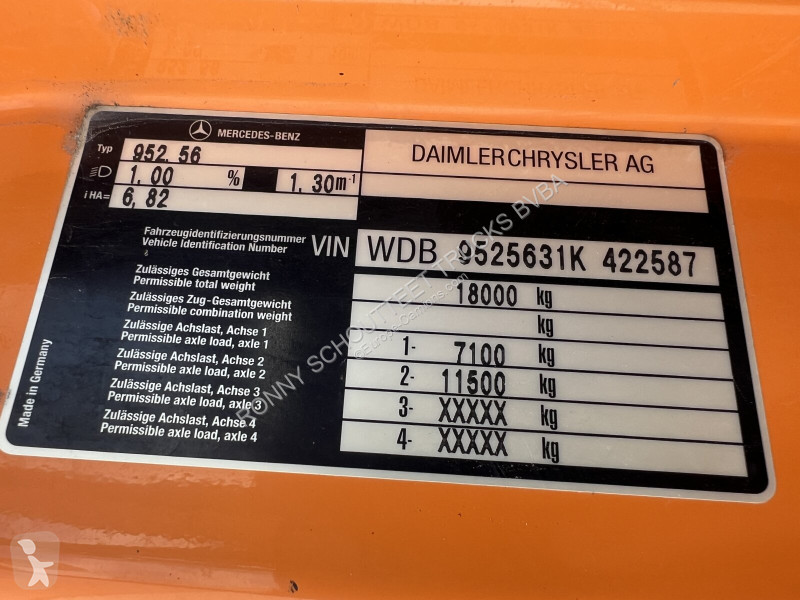 MERCEDES-BENZ
Typ 952.56
DAIMLERCHRYSLER AG
1,00 % 1,30m⁻¹
iHA= 6,82
Fahrzeugidentifizierungsnummer
Vehicle Identification Number
VIN WDB 9525631K 422587
Zulässiges Gesamtgewicht
Permissible total weight
18000 kg
Zulässiges Zug-Gesamtgewicht
Permissible combination weight
kg
Zulässige Achslast, Achse 1
Permissible axle load, axle 1
1- 7100 kg
Zulässige Achslast, Achse 2
Permissible axle load, axle 2
2- 11500 kg
Zulässige Achslast, Achse 3
Permissible axle load, axle 3
3- XXXXX kg
Zulässige Achslast, Achse 4
Permissible axle load, axle 4
4- XXXXX kg
Made in Germany
RONNY SCHOUTTEET TRUCKS BVBA